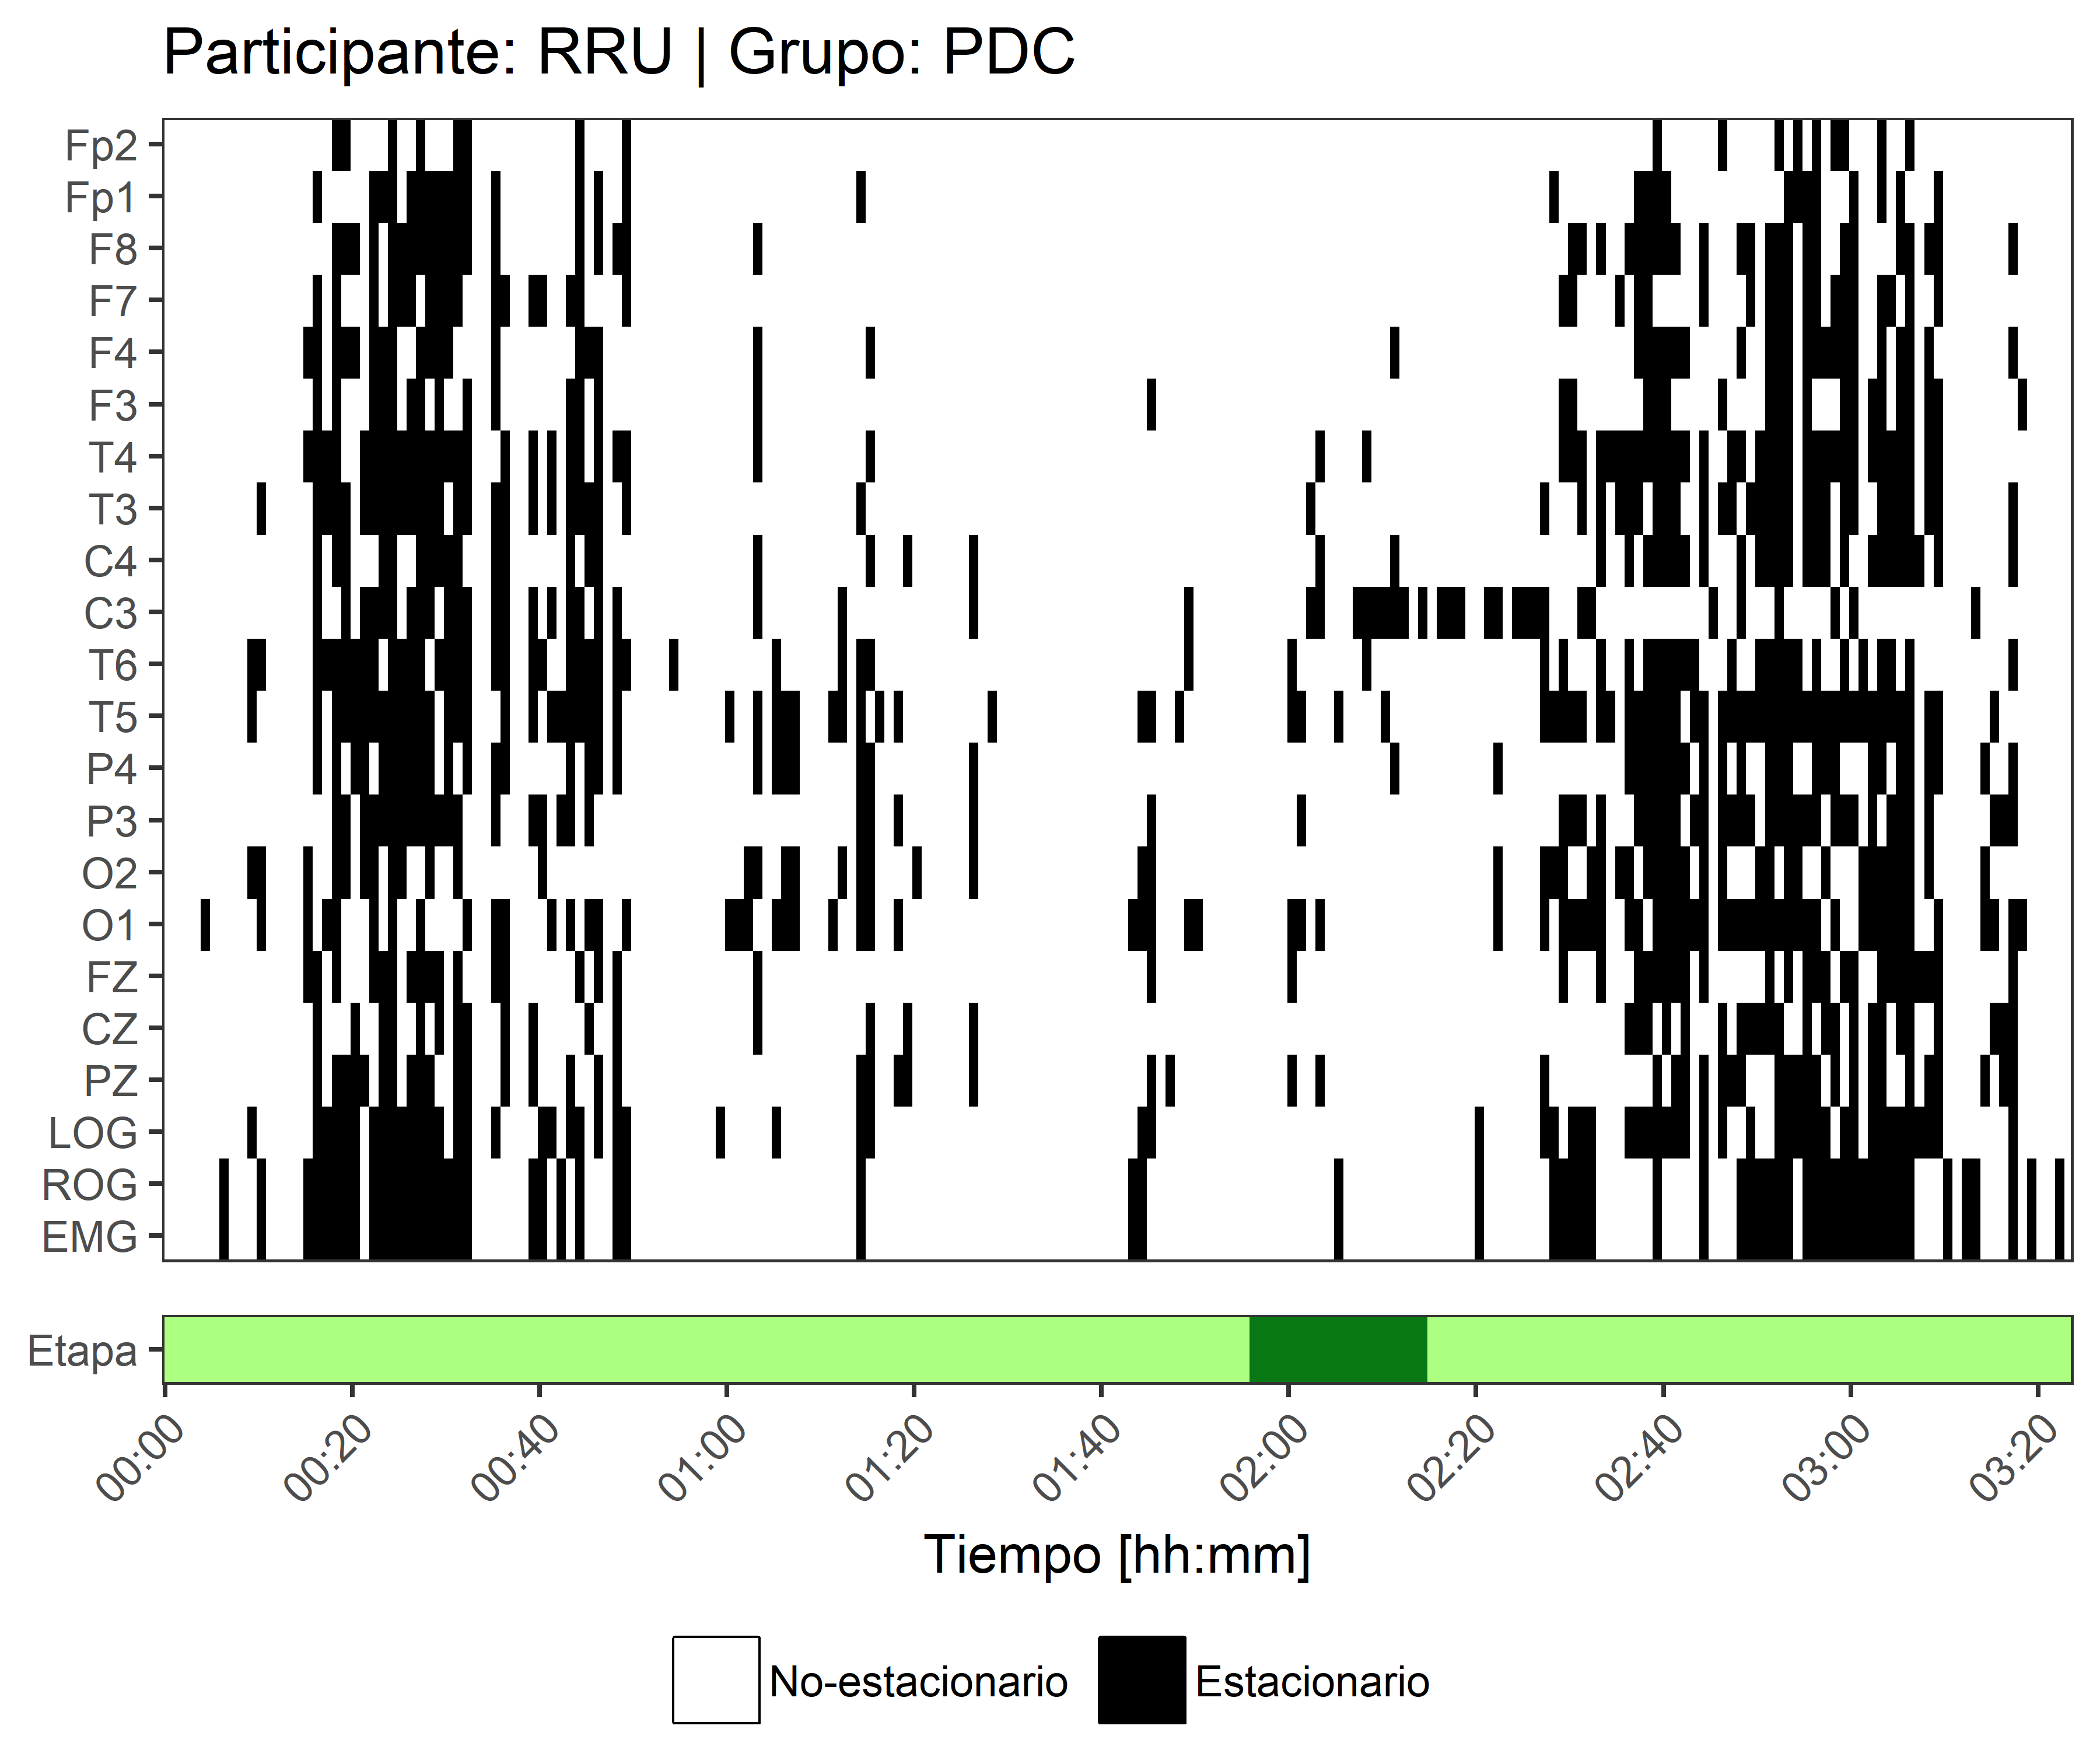 Participante: RRU | Grupo: PDC
Fp2
Fp1
F8
F7
F4
F3
T4
T3
C4
C3
T6
T5
P4
P3
O2
O1
FZ
CZ
PZ
LOG
ROG
EMG
Etapa
00:00 00:20 00:40 01:00 01:20 01:40 02:00 02:20 02:40 03:00 03:20
Tiempo [hh:mm]
No-estacionario Estacionario